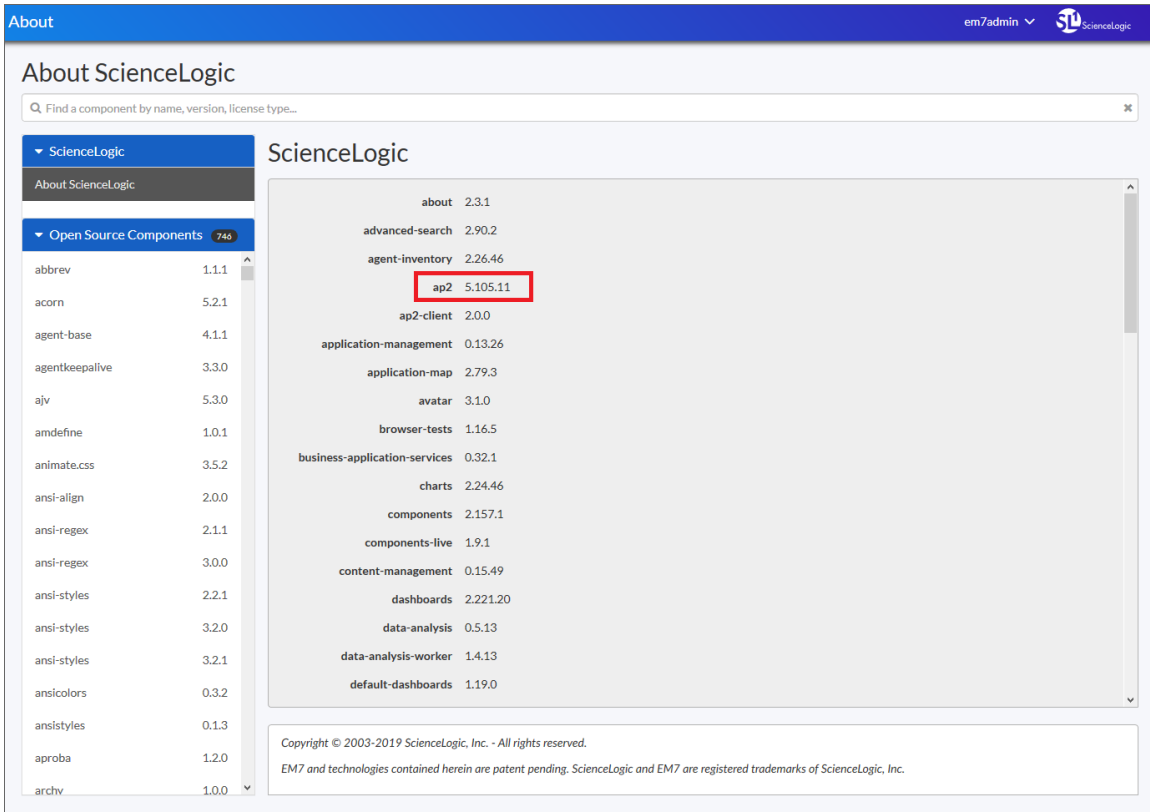 About
em7admin
SL1 ScienceLogic
About ScienceLogic
Find a component by name, version, license type...
ScienceLogic
About ScienceLogic
Open Source Components 746
abbrev 1.1.1
acorn 5.2.1
agent-base 4.1.1
agentkeepalive 3.3.0
ajv 5.3.0
amdefine 1.0.1
animate.css 3.5.2
ansi-align 2.0.0
ansi-regex 2.1.1
ansi-regex 3.0.0
ansi-styles 2.2.1
ansi-styles 3.2.0
ansi-styles 3.2.1
ansicolors 0.3.2
ansistyles 0.1.3
aproba 1.2.0
archy 1.0.0
ScienceLogic
about 2.3.1
advanced-search 2.90.2
agent-inventory 2.26.46
ap2 5.105.11
ap2-client 2.0.0
application-management 0.13.26
application-map 2.79.3
avatar 3.1.0
browser-tests 1.16.5
business-application-services 0.32.1
charts 2.24.46
components 2.157.1
components-live 1.9.1
content-management 0.15.49
dashboards 2.221.20
data-analysis 0.5.13
data-analysis-worker 1.4.13
default-dashboards 1.19.0
Copyright © 2003-2019 ScienceLogic, Inc. - All rights reserved.
EM7 and technologies contained herein are patent pending. ScienceLogic and EM7 are registered trademarks of ScienceLogic, Inc.